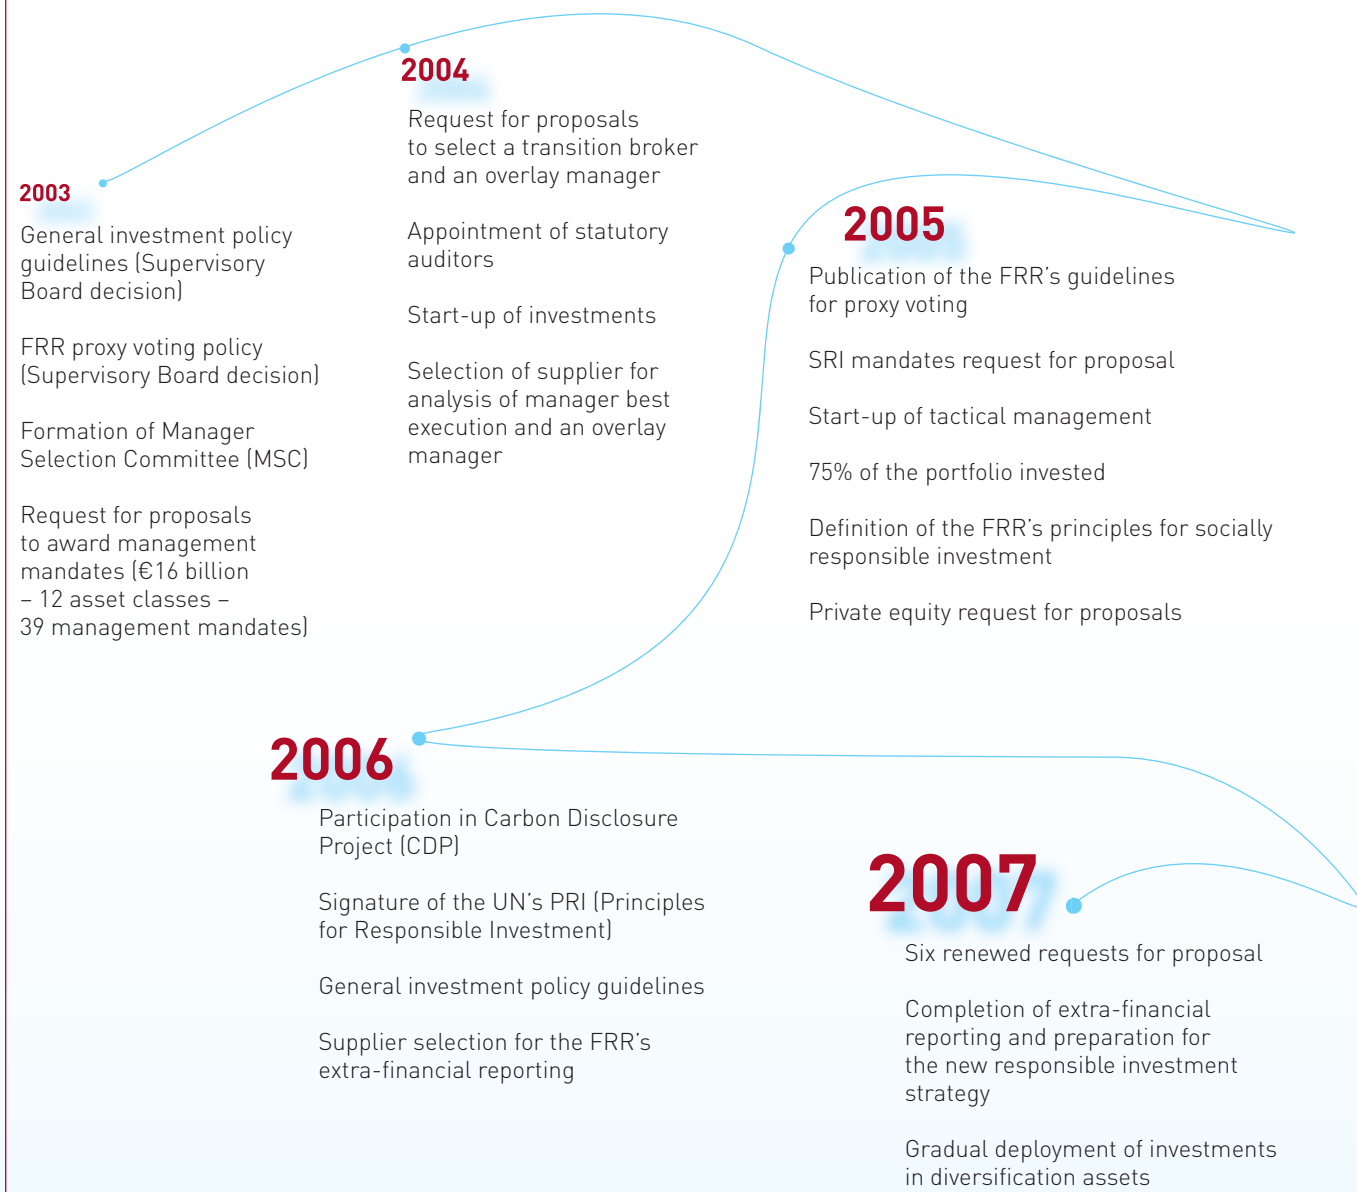 2003
General investment policy
guidelines (Supervisory
Board decision)
FRR proxy voting policy
(Supervisory Board decision)
Formation of Manager
Selection Committee (MSC)
Request for proposals
to award management
mandates (€16 billion
– 12 asset classes –
39 management mandates)
2004
Request for proposals
to select a transition broker
and an overlay manager
Appointment of statutory
auditors
Start-up of investments
Selection of supplier for
analysis of manager best
execution and an overlay
manager
2005
Publication of the FRR’s guidelines
for proxy voting
SRI mandates request for proposal
Start-up of tactical management
75% of the portfolio invested
Definition of the FRR’s principles for socially
responsible investment
Private equity request for proposals
2006
Participation in Carbon Disclosure
Project (CDP)
Signature of the UN’s PRI (Principles
for Responsible Investment)
General investment policy guidelines
Supplier selection for the FRR’s
extra-financial reporting
2007
Six renewed requests for proposal
Completion of extra-financial
reporting and preparation for
the new responsible investment
strategy
Gradual deployment of investments
in diversification assets